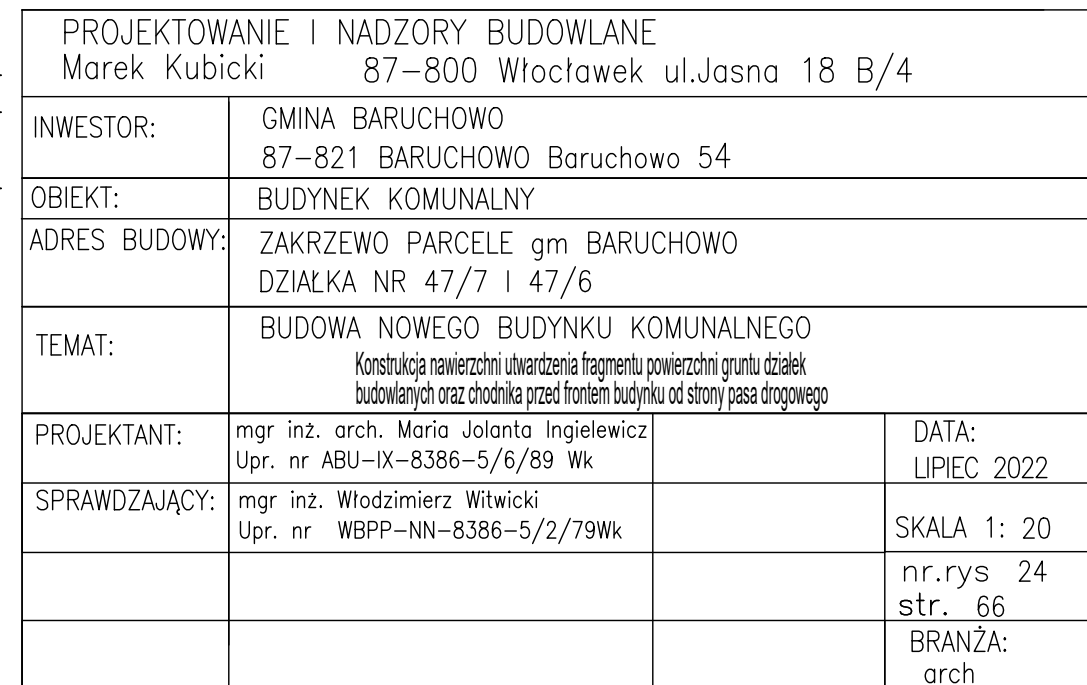 PROJEKTOWANIE I NADZORY BUDOWLANE
Marek Kubicki 87-800 Włocławek ul.Jasna 18 B/4
INWESTOR: GMINA BARUCHOWO
87-821 BARUCHOWO Baruchowo 54
OBIEKT: BUDYNEK KOMUNALNY
ADRES BUDOWY: ZAKRZEWO PARCELE gm BARUCHOWO
DZIAŁKA NR 47/7 I 47/6
TEMAT: BUDOWA NOWEGO BUDYNKU KOMUNALNEGO
Konstrukcja nawierzchni utwardzenia fragmentu powierzchni gruntu działek
budowlanych oraz chodnika przed frontem budynku od strony pasa drogowego
PROJEKTANT: mgr inż. arch. Maria Jolanta Ingielewicz
Upr. nr ABU-IX-8386-5/6/89 Wk
DATA:
LIPIEC 2022
SPRAWDZAJĄCY: mgr inż. Włodzimierz Witwicki
Upr. nr WBPP-NN-8386-5/2/79Wk
SKALA 1: 20
nr.rys 24
str. 66
BRANŻA:
arch